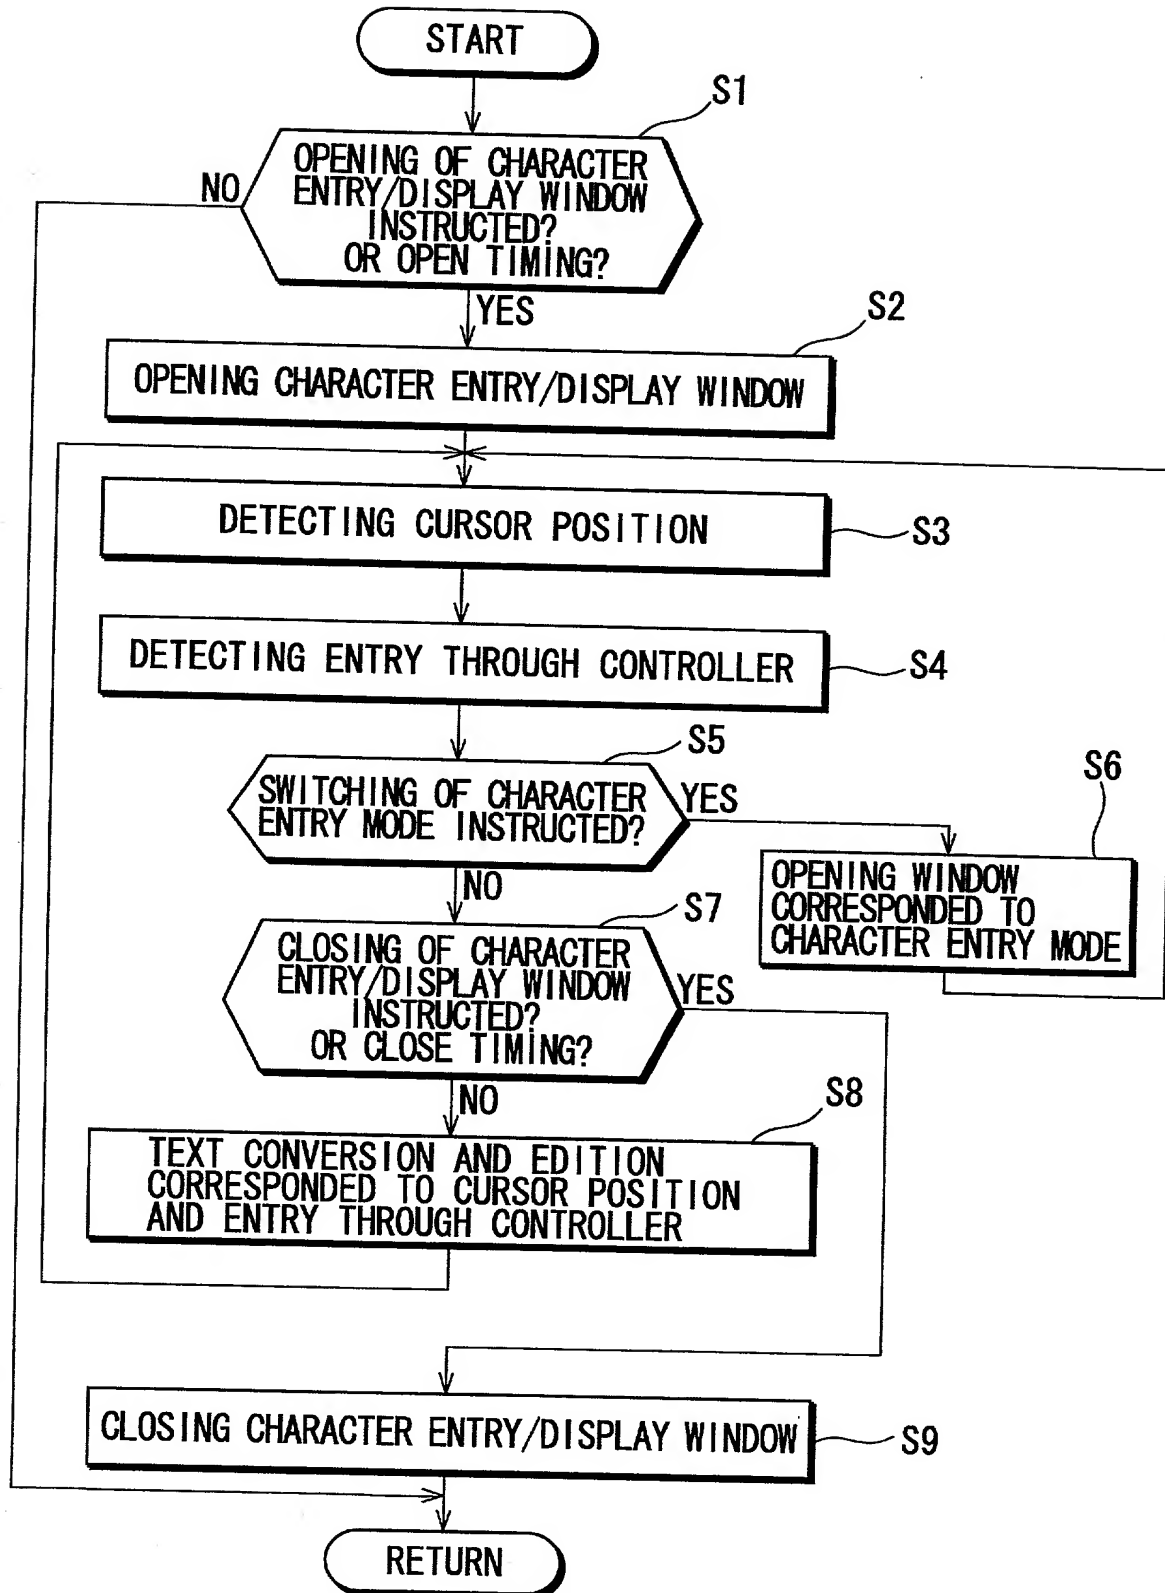 START
S1
OPENING OF CHARACTER
ENTRY/DISPLAY WINDOW
INSTRUCTED?
OR OPEN TIMING?
NO
YES
S2
OPENING CHARACTER ENTRY/DISPLAY WINDOW
DETECTING CURSOR POSITION
S3
DETECTING ENTRY THROUGH CONTROLLER
S4
S5
SWITCHING OF CHARACTER
ENTRY MODE INSTRUCTED?
YES
S6
OPENING WINDOW
CORRESPONDED TO
CHARACTER ENTRY MODE
NO
S7
CLOSING OF CHARACTER
ENTRY/DISPLAY WINDOW
INSTRUCTED?
OR CLOSE TIMING?
YES
NO
S8
TEXT CONVERSION AND EDITION
CORRESPONDED TO CURSOR POSITION
AND ENTRY THROUGH CONTROLLER
CLOSING CHARACTER ENTRY/DISPLAY WINDOW
S9
RETURN